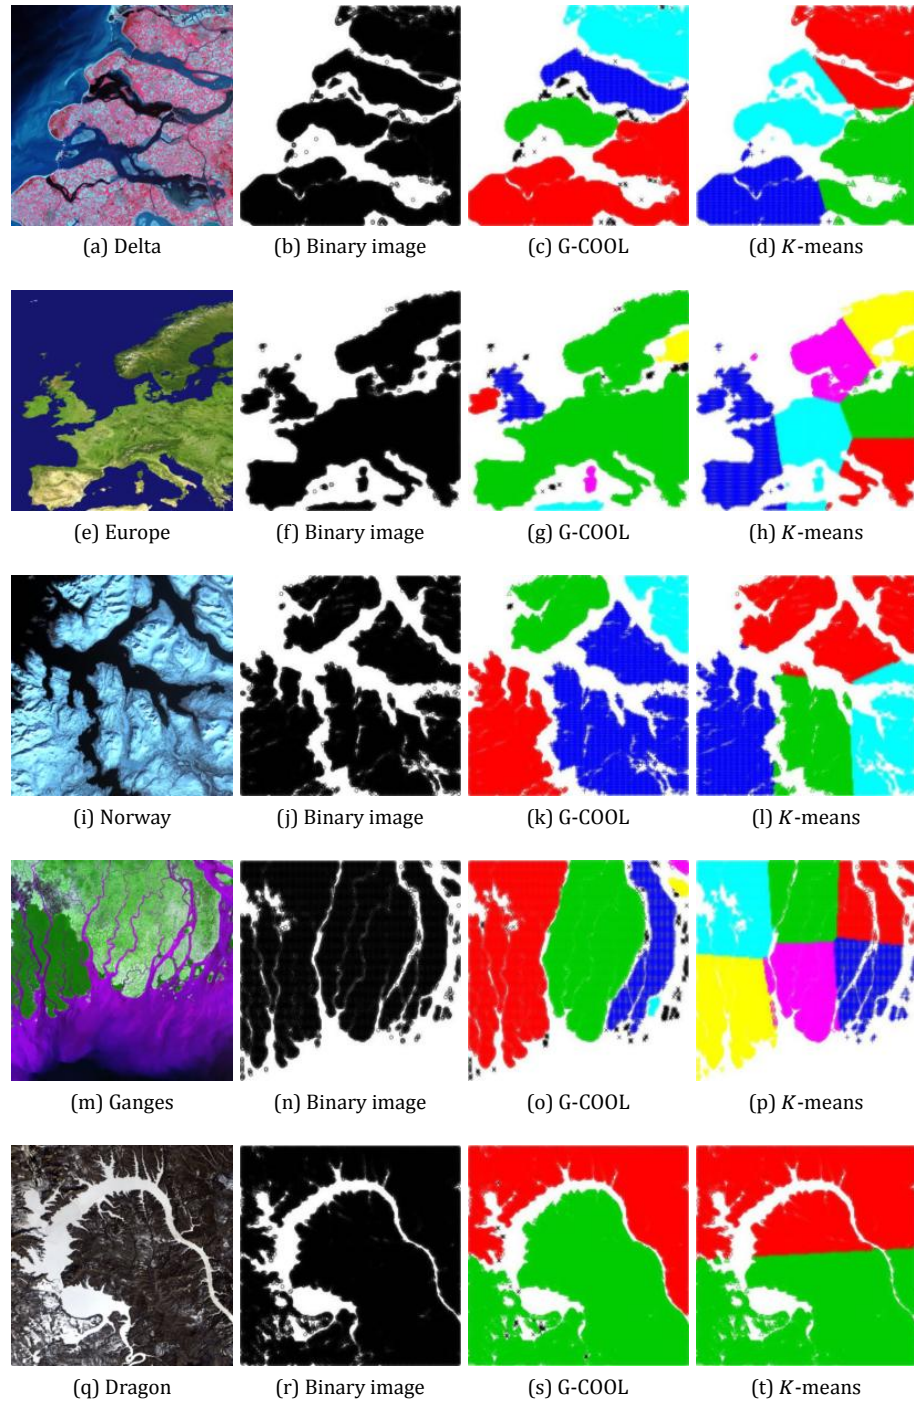 (a) Delta
(b) Binary image
(c) G-COOL
(d) K-means
(e) Europe
(f) Binary image
(g) G-COOL
(h) K-means
(i) Norway
(j) Binary image
(k) G-COOL
(l) K-means
(m) Ganges
(n) Binary image
(o) G-COOL
(p) K-means
(q) Dragon
(r) Binary image
(s) G-COOL
(t) K-means